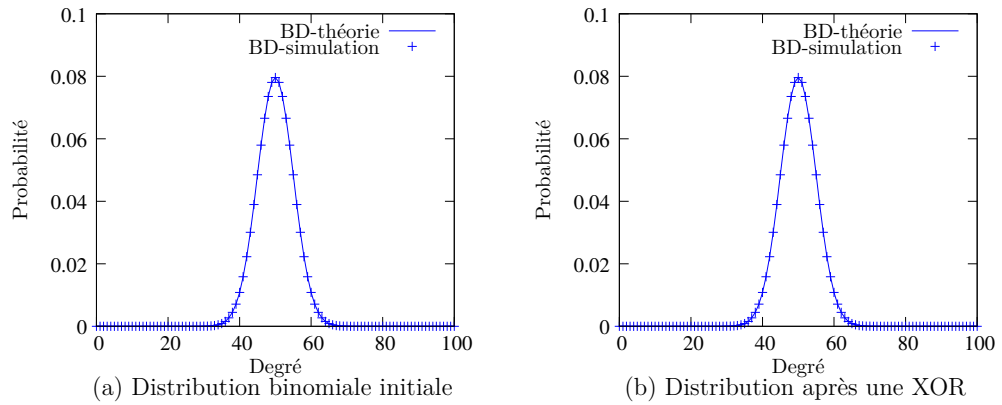 0.1
BD-théorie
BD-simulation
0.08
0.06
0.04
0.02
0
Probabilité
0 20 40 60 80 100
Degré
(a) Distribution binomiale initiale
0.1
BD-théorie
BD-simulation
0.08
0.06
0.04
0.02
0
Probabilité
0 20 40 60 80 100
Degré
(b) Distribution après une XOR